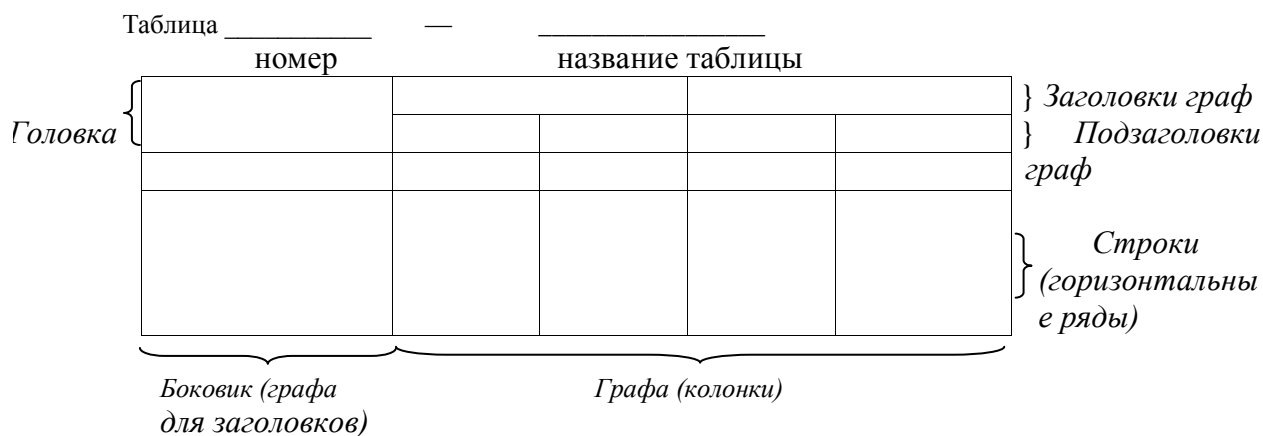 Таблица ___________ — _________________
номер название таблицы
} Заголовки граф
Головка } Подзаголовки
граф
Строки
(горизонтальны
е ряды)
Боковик (графа Графа (колонки)
для заголовков)